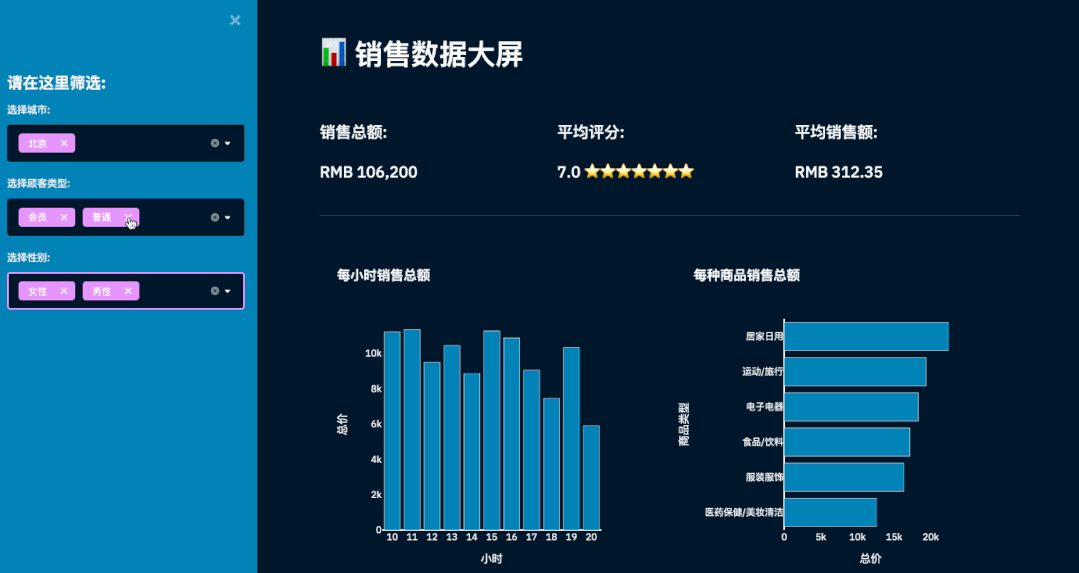 请在这里筛选:
选择城市:
北京
选择顾客类型:
会员 普通
选择性别:
女性 男性
销售数据大屏
销售总额: 平均评分: 平均销售额:
RMB 106,200 7.0 ⭐⭐⭐⭐⭐⭐⭐ RMB 312.35
每小时销售总额
总价
10k
8k
6k
4k
2k
0
10 11 12 13 14 15 16 17 18 19 20
小时
每种商品销售总额
商品类型
居家日用
运动/旅行
电子电器
食品/饮料
服装服饰
医药保健/美妆清洁
0 5k 10k 15k 20k
总价